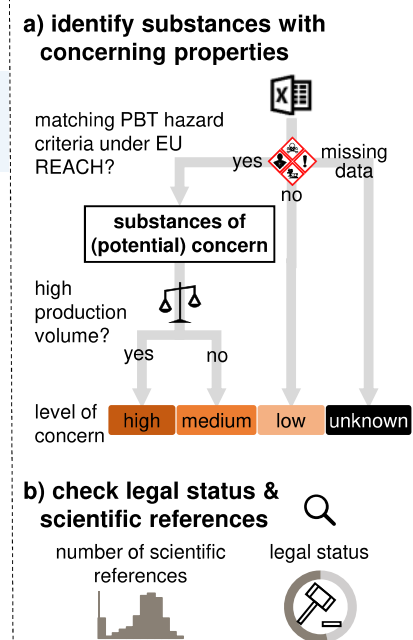 a) identify substances with
concerning properties
X
matching PBT hazard
criteria under EU
REACH?
yes
missing
data
no
substances of
(potential) concern
high
production
volume?
yes
no
level of
concern
high
medium
low
unknown
b) check legal status &
scientific references
number of scientific
references
legal status